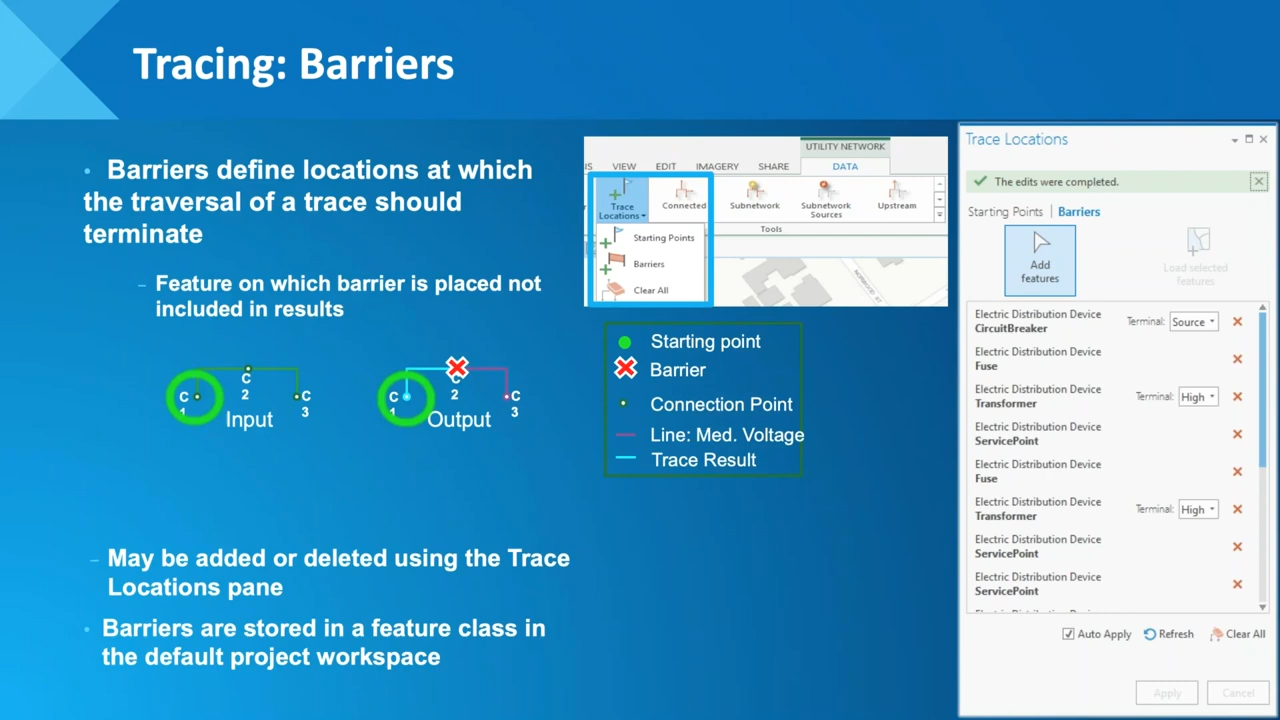 Tracing: Barriers
• Barriers define locations at which
the traversal of a trace should
terminate
– Feature on which barrier is placed not
included in results
C
1
C
2
C
3
Input
C
1
C
2
C
3
Output
– May be added or deleted using the Trace
Locations pane
• Barriers are stored in a feature class in
the default project workspace
UTILITY NETWORK
VIEW EDIT IMAGERY SHARE DATA
Trace
Locations
Connected
Subnetwork
Subnetwork
Sources
Upstream
Tools
Starting Points
Barriers
Clear All
Starting point
Barrier
Connection Point
Line: Med. Voltage
Trace Result
Trace Locations
The edits were completed.
Starting Points | Barriers
Add
features
Load selected
features
Electric Distribution Device
CircuitBreaker
Terminal: Source
Electric Distribution Device
Fuse
Electric Distribution Device
Transformer
Terminal: High
Electric Distribution Device
ServicePoint
Electric Distribution Device
Fuse
Electric Distribution Device
Transformer
Terminal: High
Electric Distribution Device
ServicePoint
Electric Distribution Device
ServicePoint
Auto Apply Refresh Clear All
Apply Cancel